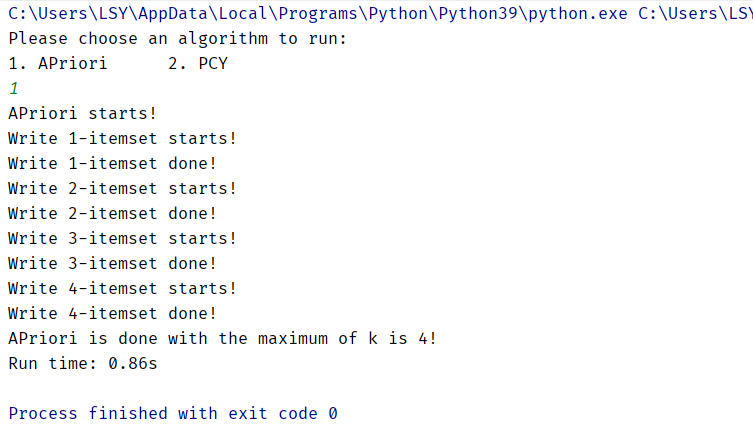 C:\Users\LSY\AppData\Local\Programs\Python\Python39\python.exe C:\Users\LSY
Please choose an algorithm to run:
1. APriori      2. PCY
1
APriori starts!
Write 1-itemset starts!
Write 1-itemset done!
Write 2-itemset starts!
Write 2-itemset done!
Write 3-itemset starts!
Write 3-itemset done!
Write 4-itemset starts!
Write 4-itemset done!
APriori is done with the maximum of k is 4!
Run time: 0.86s
Process finished with exit code 0